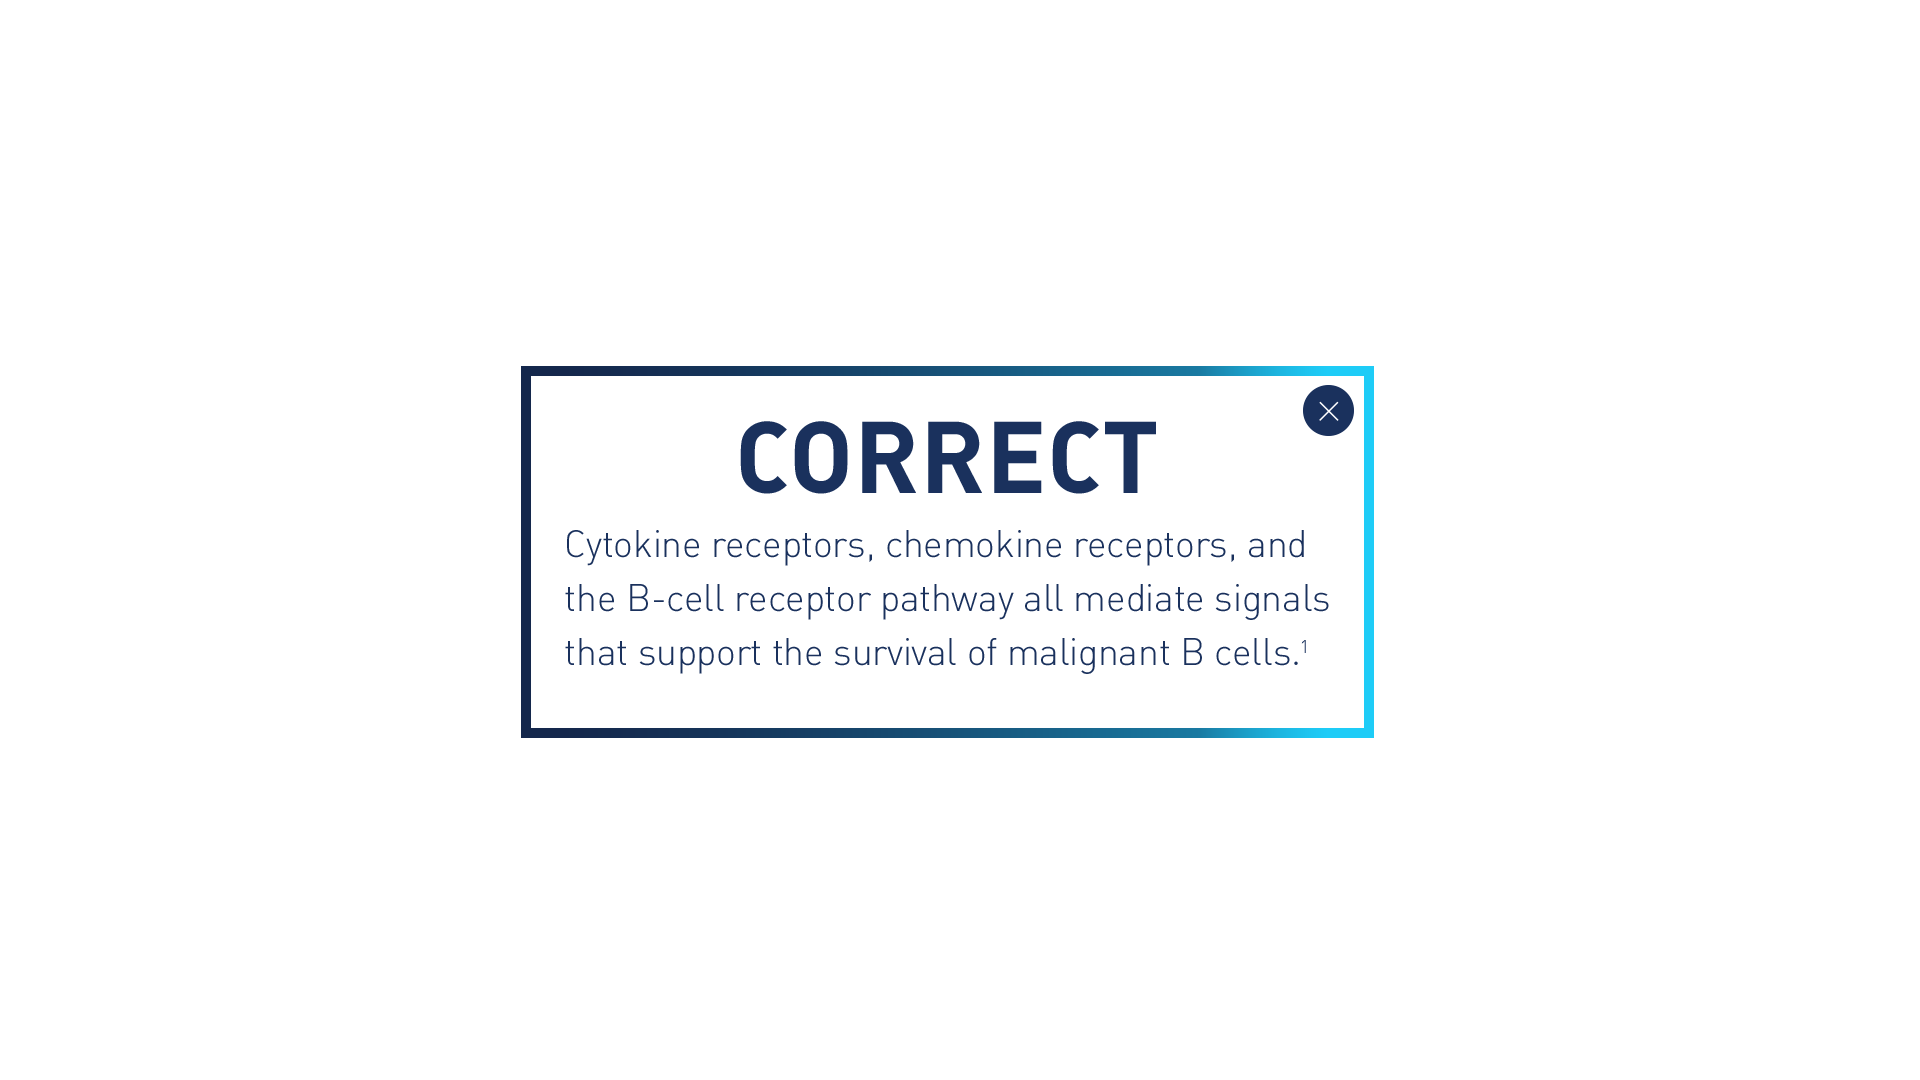 CORRECT
Cytokine receptors, chemokine receptors, and
the B-cell receptor pathway all mediate signals
that support the survival of malignant B cells.¹